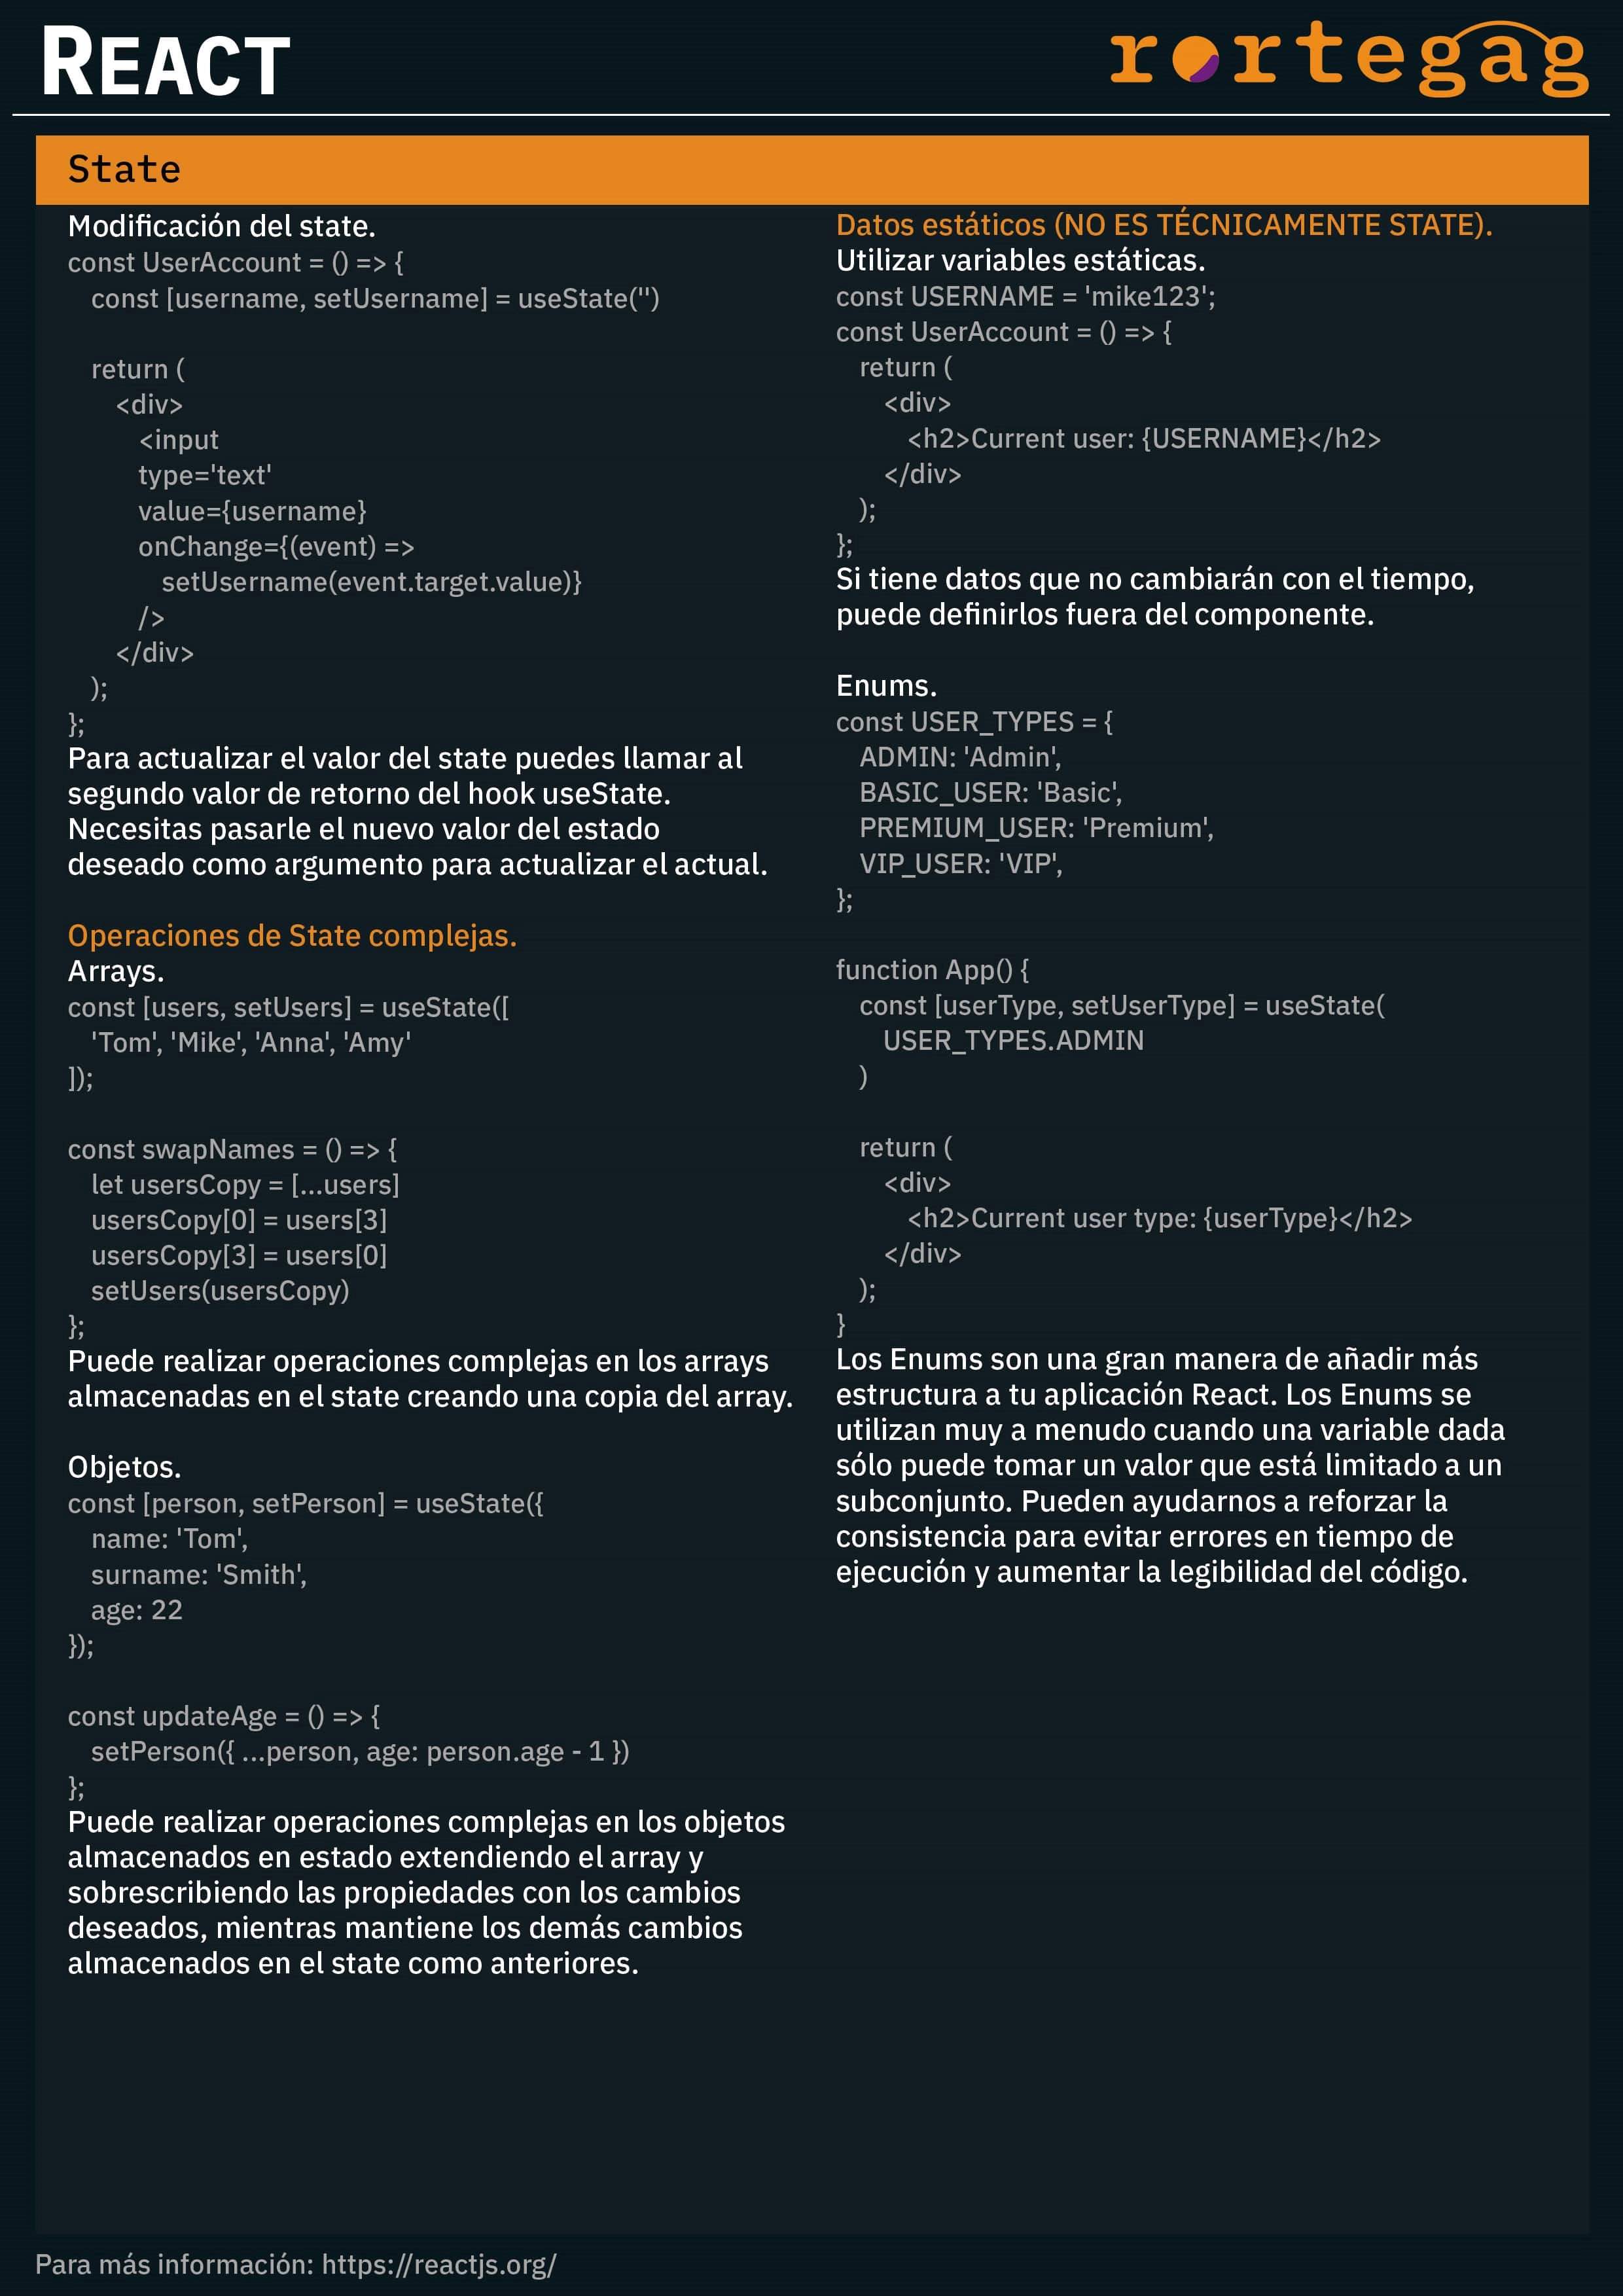 REACT
rortegag
State
Modificación del state.
const UserAccount = () => {
const [username, setUsername] = useState('')
return (
<div>
<input
type='text'
value={username}
onChange={(event) =>
setUsername(event.target.value)}
/>
</div>
);
};
Para actualizar el valor del state puedes llamar al
segundo valor de retorno del hook useState.
Necesitas pasarle el nuevo valor del estado
deseado como argumento para actualizar el actual.
Operaciones de State complejas.
Arrays.
const [users, setUsers] = useState([
'Tom', 'Mike', 'Anna', 'Amy'
]);
const swapNames = () => {
let usersCopy = [...users]
usersCopy[0] = users[3]
usersCopy[3] = users[0]
setUsers(usersCopy)
};
Puede realizar operaciones complejas en los arrays
almacenadas en el state creando una copia del array.
Objetos.
const [person, setPerson] = useState({
name: 'Tom',
surname: 'Smith',
age: 22
});
const updateAge = () => {
setPerson({ ...person, age: person.age - 1 })
};
Puede realizar operaciones complejas en los objetos
almacenados en estado extendiendo el array y
sobrescribiendo las propiedades con los cambios
deseados, mientras mantiene los demás cambios
almacenados en el state como anteriores.
Datos estáticos (NO ES TÉCNICAMENTE STATE).
Utilizar variables estáticas.
const USERNAME = 'mike123';
const UserAccount = () => {
return (
<div>
<h2>Current user: {USERNAME}</h2>
</div>
);
};
Si tiene datos que no cambiarán con el tiempo,
puede definirlos fuera del componente.
Enums.
const USER_TYPES = {
ADMIN: 'Admin',
BASIC_USER: 'Basic',
PREMIUM_USER: 'Premium',
VIP_USER: 'VIP',
};
function App() {
const [userType, setUserType] = useState(
USER_TYPES.ADMIN
)
return (
<div>
<h2>Current user type: {userType}</h2>
</div>
);
}
Los Enums son una gran manera de añadir más
estructura a tu aplicación React. Los Enums se
utilizan muy a menudo cuando una variable dada
sólo puede tomar un valor que está limitado a un
subconjunto. Pueden ayudarnos a reforzar la
consistencia para evitar errores en tiempo de
ejecución y aumentar la legibilidad del código.
Para más información: https://reactjs.org/